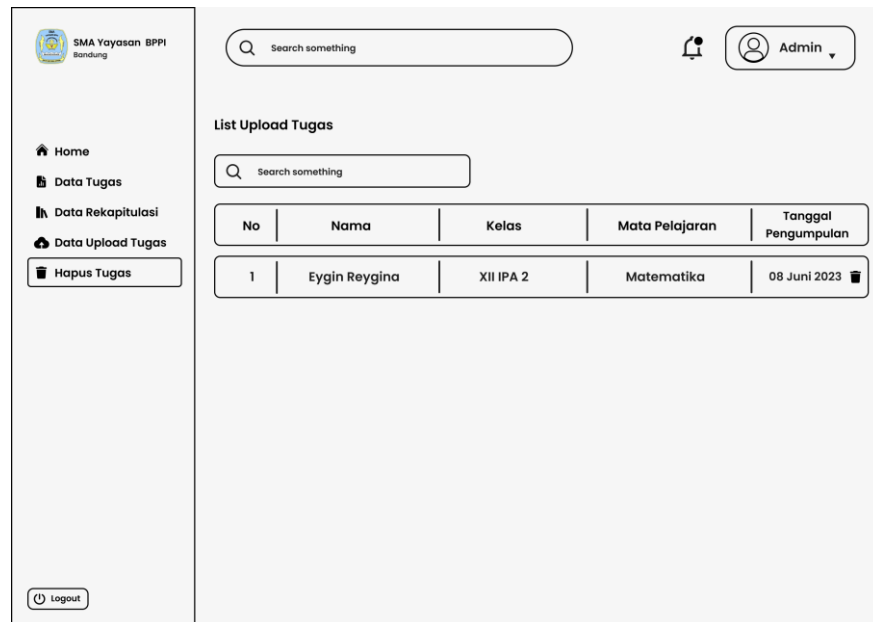 SMA Yayasan BPPI
Bandung
Search something
Admin
Home
Data Tugas
Data Rekapitulasi
Data Upload Tugas
Hapus Tugas
Logout
List Upload Tugas
Search something
No Nama Kelas Mata Pelajaran Tanggal
Pengumpulan
1 Eygin Reygina XII IPA 2 Matematika 08 Juni 2023